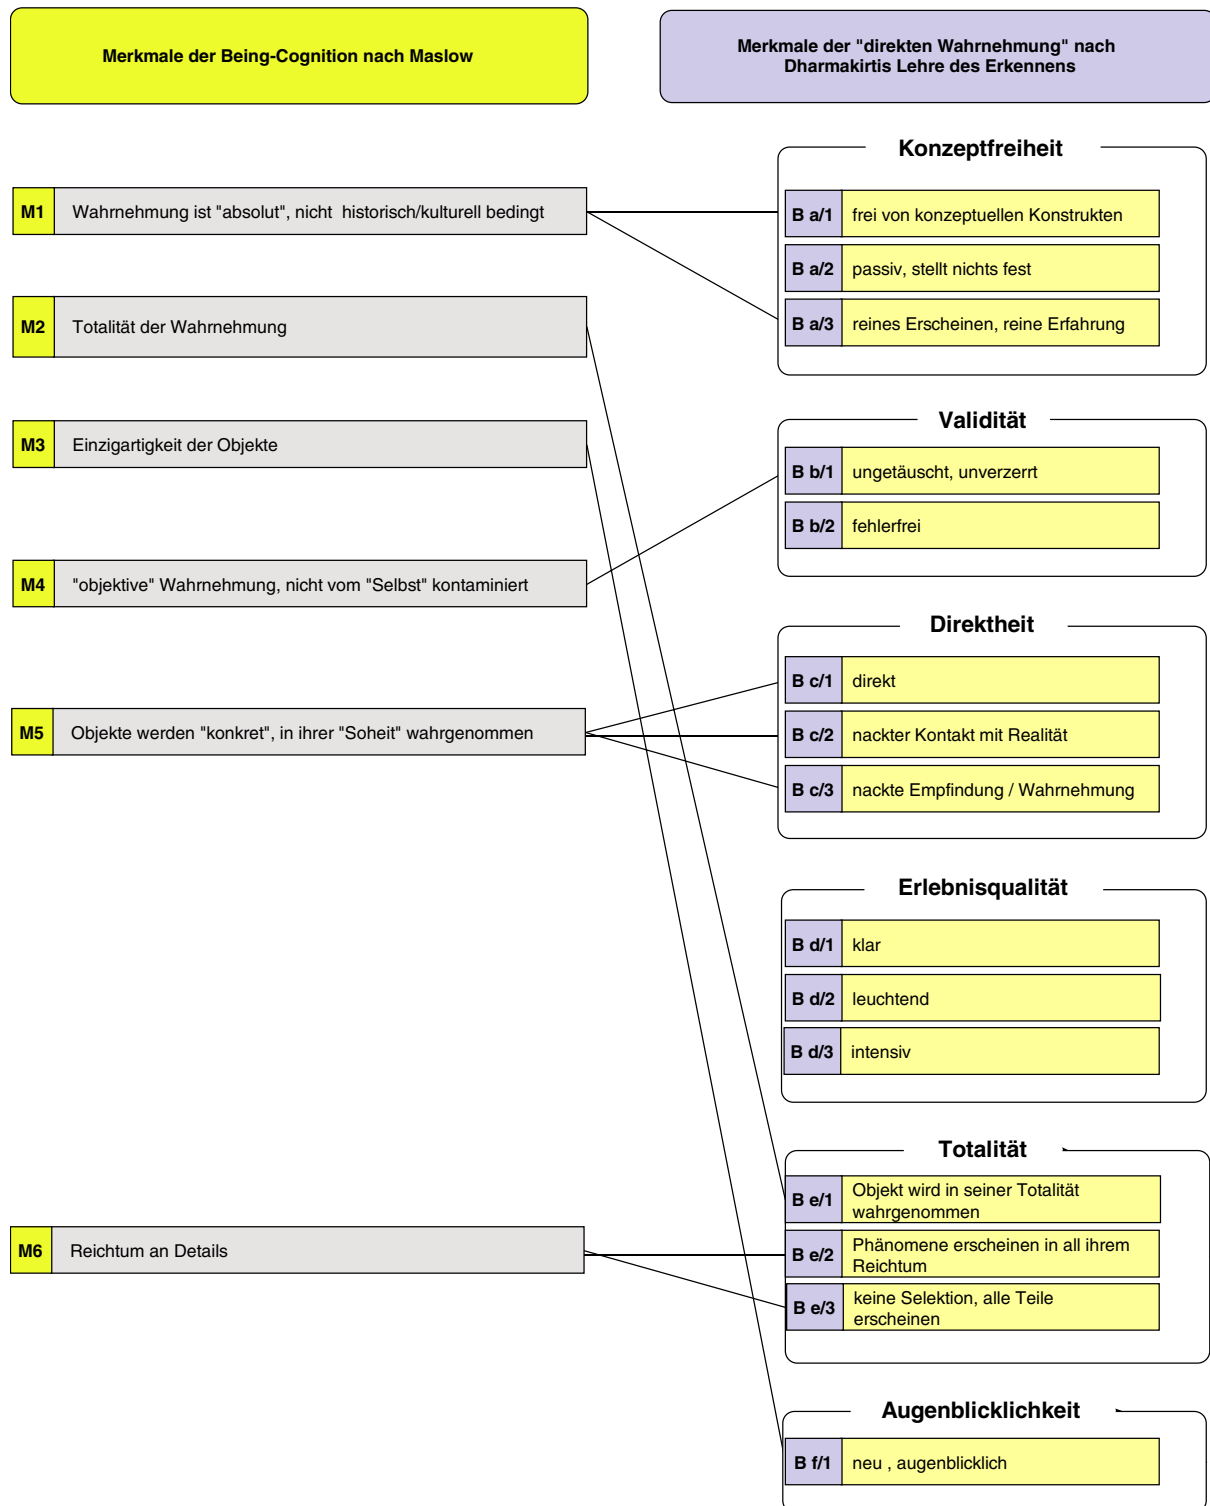 Merkmale der Being-Cognition nach Maslow
Merkmale der "direkten Wahrnehmung" nach
Dharmakirtis Lehre des Erkennens
M1 Wahrnehmung ist "absolut", nicht historisch/kulturell bedingt
M2 Totalität der Wahrnehmung
M3 Einzigartigkeit der Objekte
M4 "objektive" Wahrnehmung, nicht vom "Selbst" kontaminiert
M5 Objekte werden "konkret", in ihrer "Soheit" wahrgenommen
M6 Reichtum an Details
Konzeptfreiheit
B a/1 frei von konzeptuellen Konstrukten
B a/2 passiv, stellt nichts fest
B a/3 reines Erscheinen, reine Erfahrung
Validität
B b/1 ungetäuscht, unverzerrt
B b/2 fehlerfrei
Direktheit
B c/1 direkt
B c/2 nackter Kontakt mit Realität
B c/3 nackte Empfindung / Wahrnehmung
Erlebnisqualität
B d/1 klar
B d/2 leuchtend
B d/3 intensiv
Totalität
B e/1 Objekt wird in seiner Totalität
wahrgenommen
B e/2 Phänomene erscheinen in all ihrem
Reichtum
B e/3 keine Selektion, alle Teile
erscheinen
Augenblicklichkeit
B f/1 neu , augenblicklich